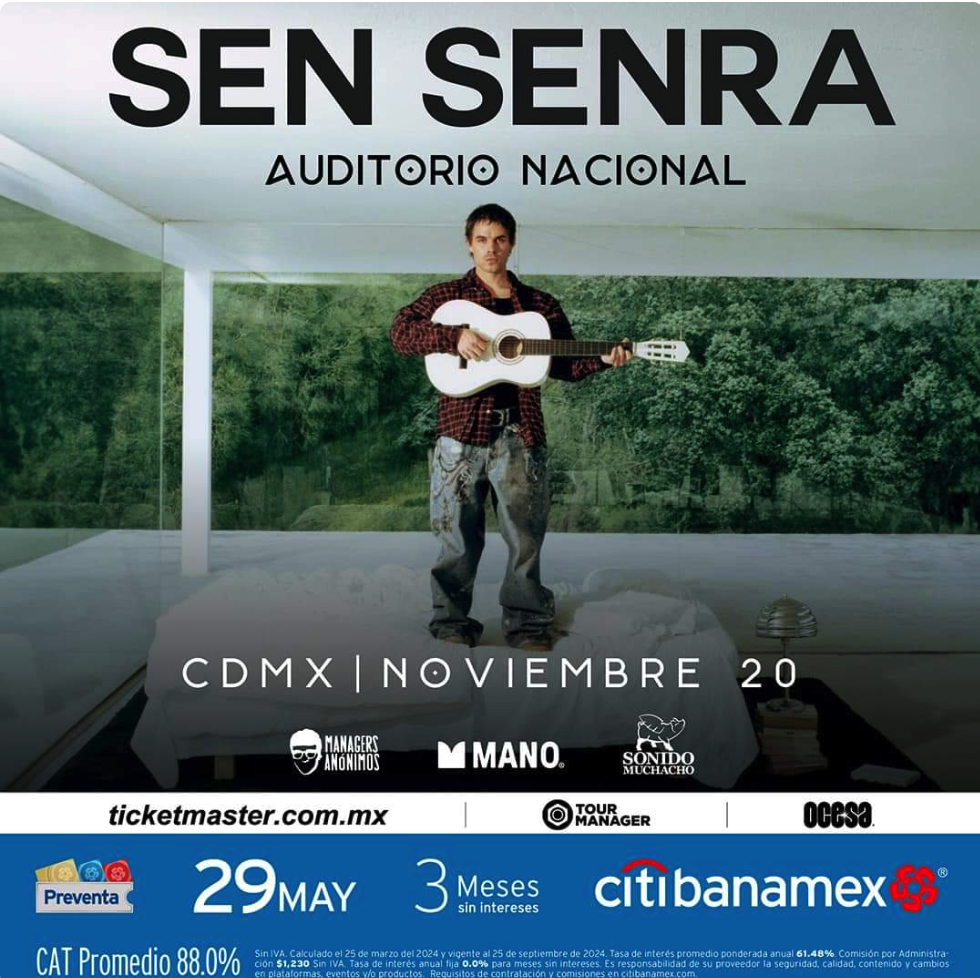 SEN SENRA
AUDITORIO NACIONAL
CDMX | NOVIEMBRE 20
MANAGERS
ANÓNIMOS
MANO®
SONIDO
MUCHACHO
ticketmaster.com.mx
TOUR
MANAGER
ocesa
Preventa
29 MAY
3 Meses
sin intereses
citibanamex®
CAT Promedio 88.0%
Sin IVA. Calculado el 25 de marzo del 2024 y vigente al 25 de septiembre de 2024. Tasa de interés promedio ponderada anual 61.48%. Comisión por Administra-
ción $1,230 Sin IVA. Tasa de interés anual fija 0.0% para meses sin intereses. Es responsabilidad de su proveedor la seguridad, calidad, contenido y cambios
en plataformas, eventos y/o productos. Requisitos de contratación y comisiones en citibanamex.com.